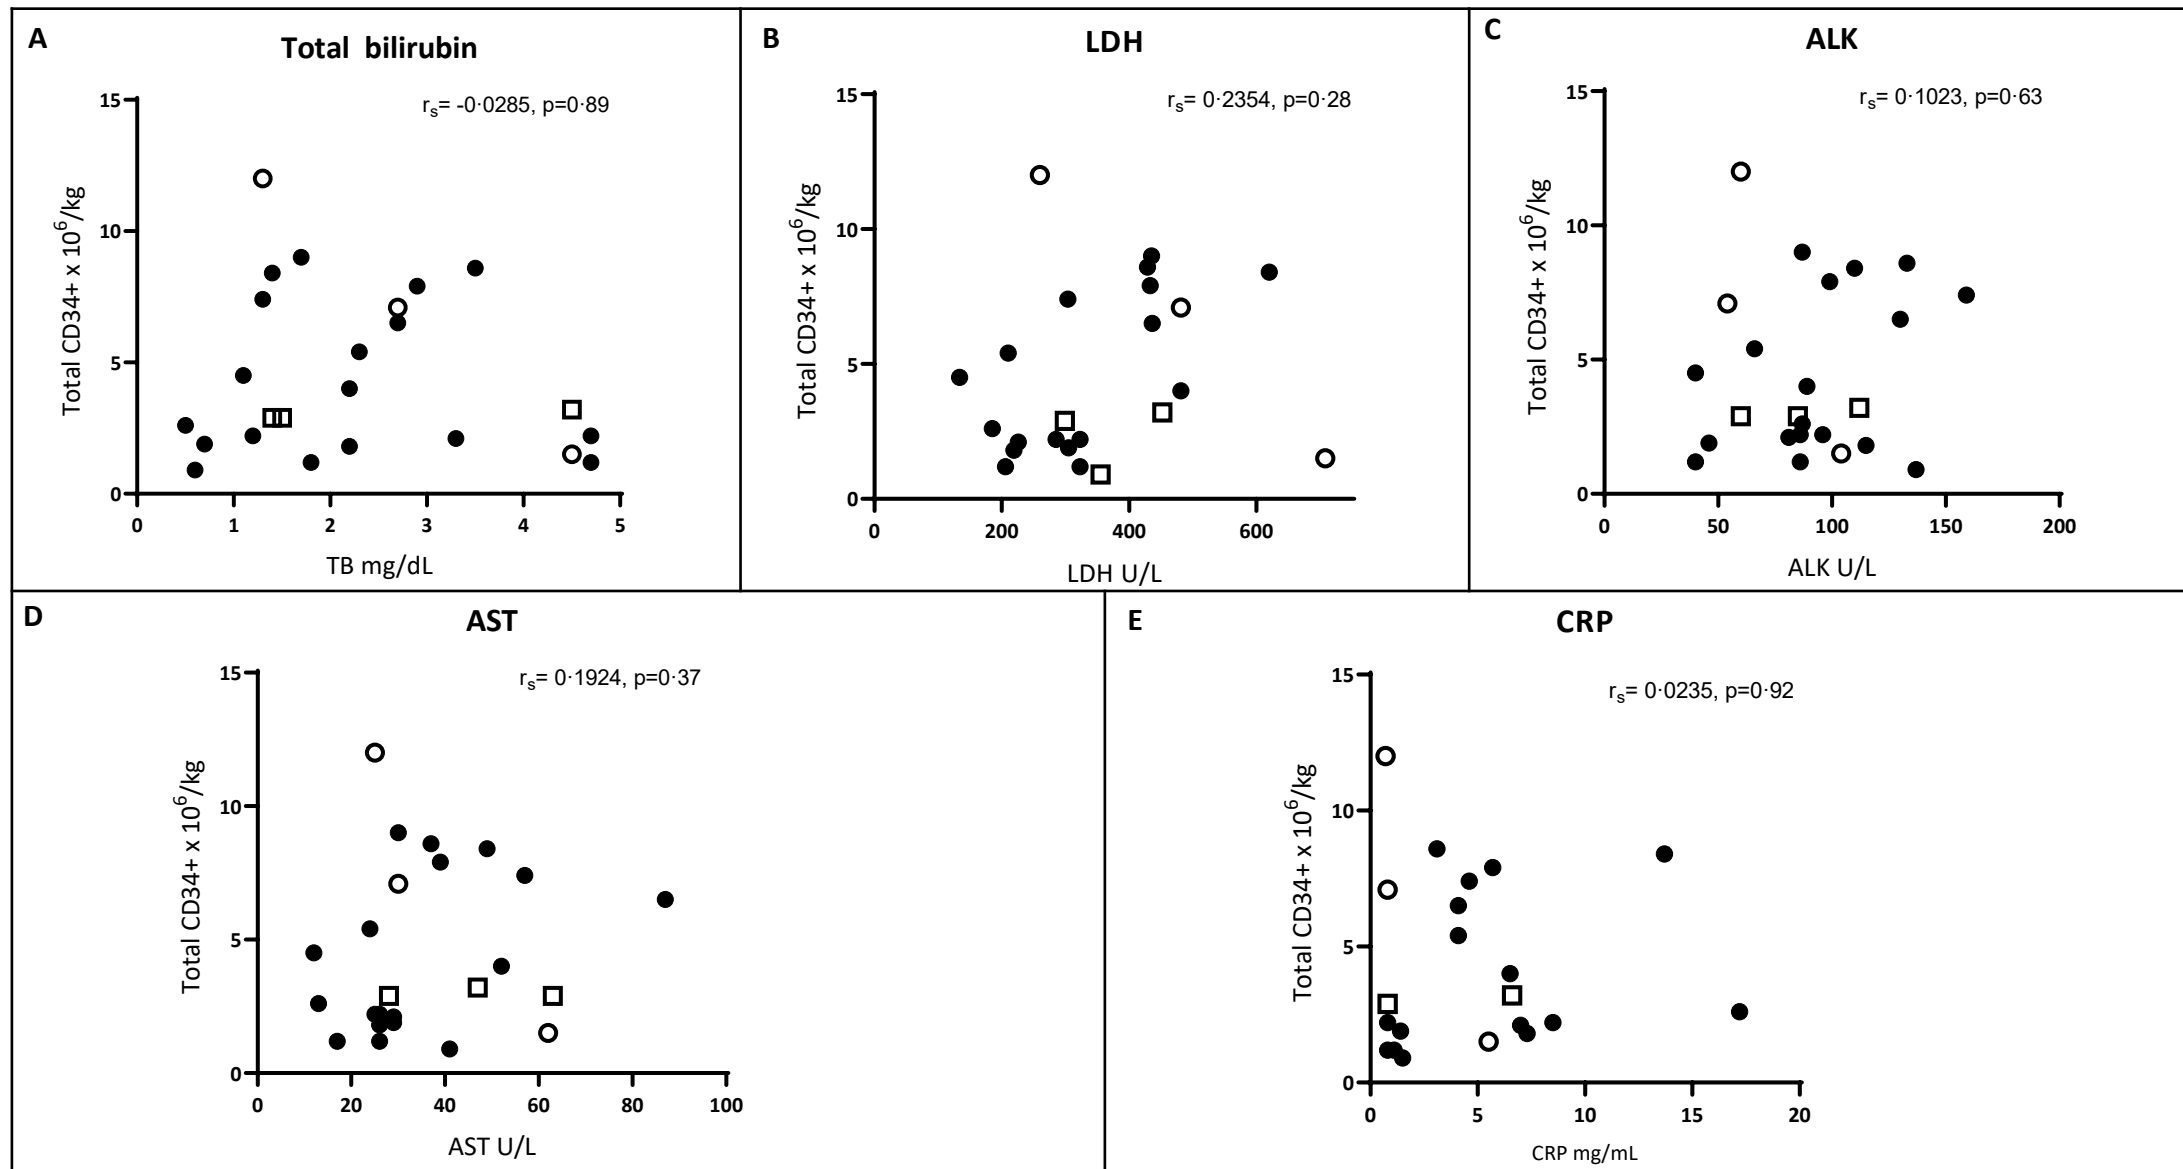 A
Total bilirubin
rs= -0·0285, p=0·89
Total CD34+ x 10^6/kg
15
10
5
0
0 1 2 3 4 5
TB mg/dL
B
LDH
rs= 0·2354, p=0·28
Total CD34+ x 10^6/kg
15
10
5
0
0 200 400 600
LDH U/L
C
ALK
rs= 0·1023, p=0·63
Total CD34+ x 10^6/kg
15
10
5
0
0 50 100 150 200
ALK U/L
D
AST
rs= 0·1924, p=0·37
Total CD34+ x 10^6/kg
15
10
5
0
0 20 40 60 80 100
AST U/L
E
CRP
rs= 0·0235, p=0·92
Total CD34+ x 10^6/kg
15
10
5
0
0 5 10 15 20
CRP mg/mL